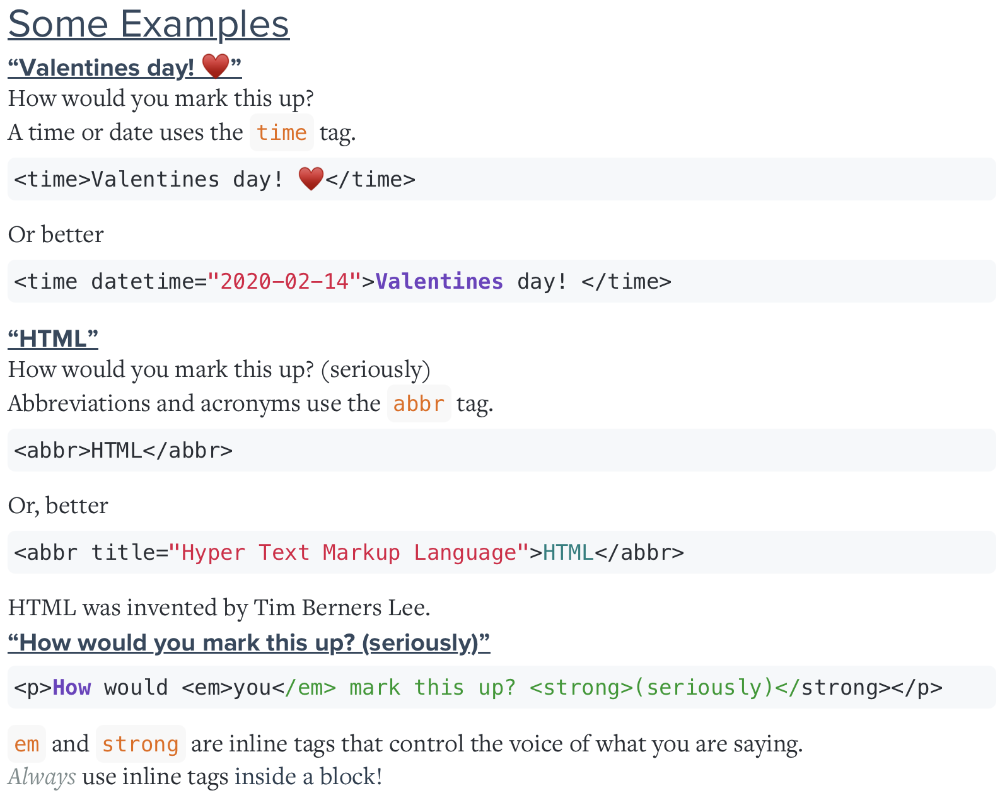 Some Examples
“Valentines day! ♥️”
How would you mark this up?
A time or date uses the time tag.
<time>Valentines day! ♥️</time>
Or better
<time datetime="2020-02-14">Valentines day! </time>
“HTML”
How would you mark this up? (seriously)
Abbreviations and acronyms use the abbr tag.
<abbr>HTML</abbr>
Or, better
<abbr title="Hyper Text Markup Language">HTML</abbr>
HTML was invented by Tim Berners Lee.
“How would you mark this up? (seriously)”
<p>How would <em>you</em> mark this up? <strong>(seriously)</strong></p>
em and strong are inline tags that control the voice of what you are saying.
Always use inline tags inside a block!